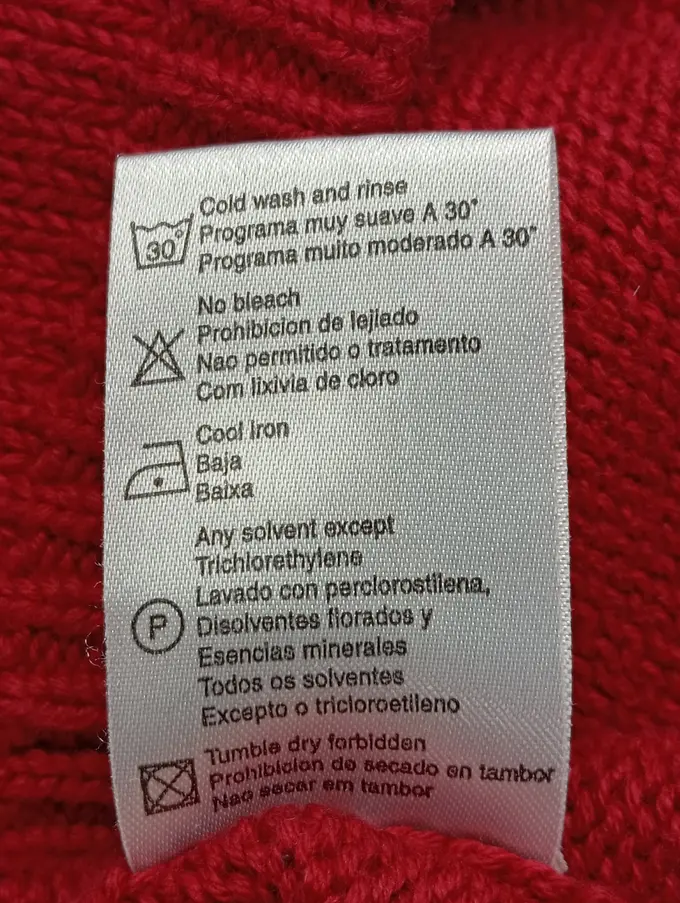 Cold wash and rinse
30°
Programa muy suave A 30°
Programa muito moderado A 30°
No bleach
Prohibicion de lejiado
Nao permitido o tratamento
Com lixivia de cloro
Cool Iron
Baja
Baixa
Any solvent except
Trichlorethylene
Lavado con perclorostilena,
P
Disolventes florados y
Esencias minerales
Todos os solventes
Excepto o tricloroetileno
Tumble dry forbidden
Prohibicion de secado en tambor
Nao secar em tambor